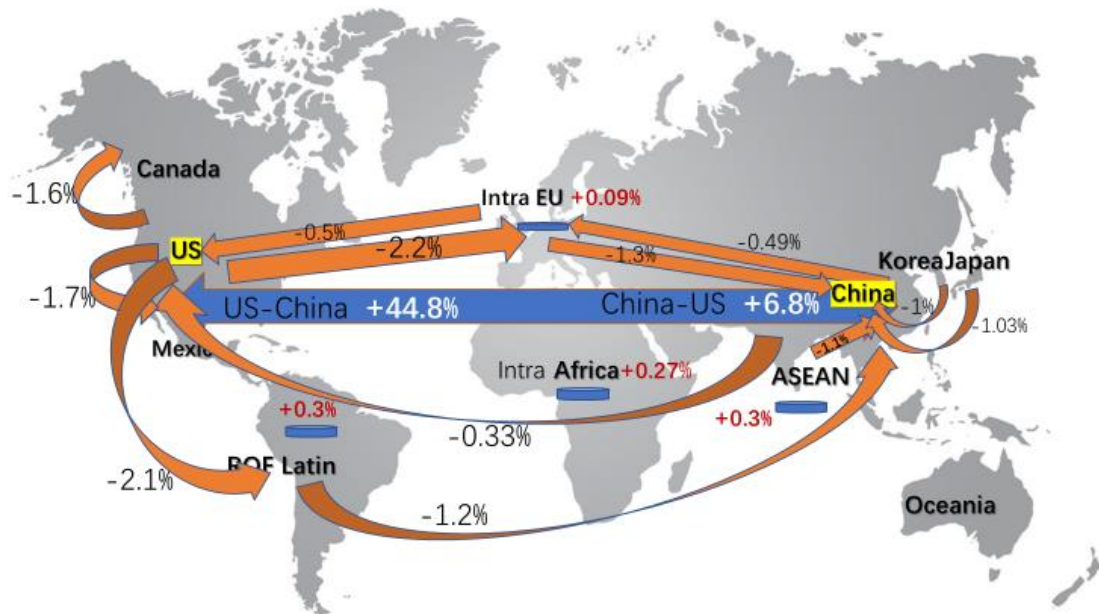 Canada
-1.6%
Intra EU +0.09%
-0.5%
-0.49%
US
-2.2%
-1.3%
KoreaJapan
-1.7%
US-China +44.8%
China-US +6.8%
China
-1%
-1.03%
-1.1%
Intra Africa+0.27%
ASEAN
+0.3%
+0.3%
-0.33%
Latin
-2.1%
-1.2%
Oceania